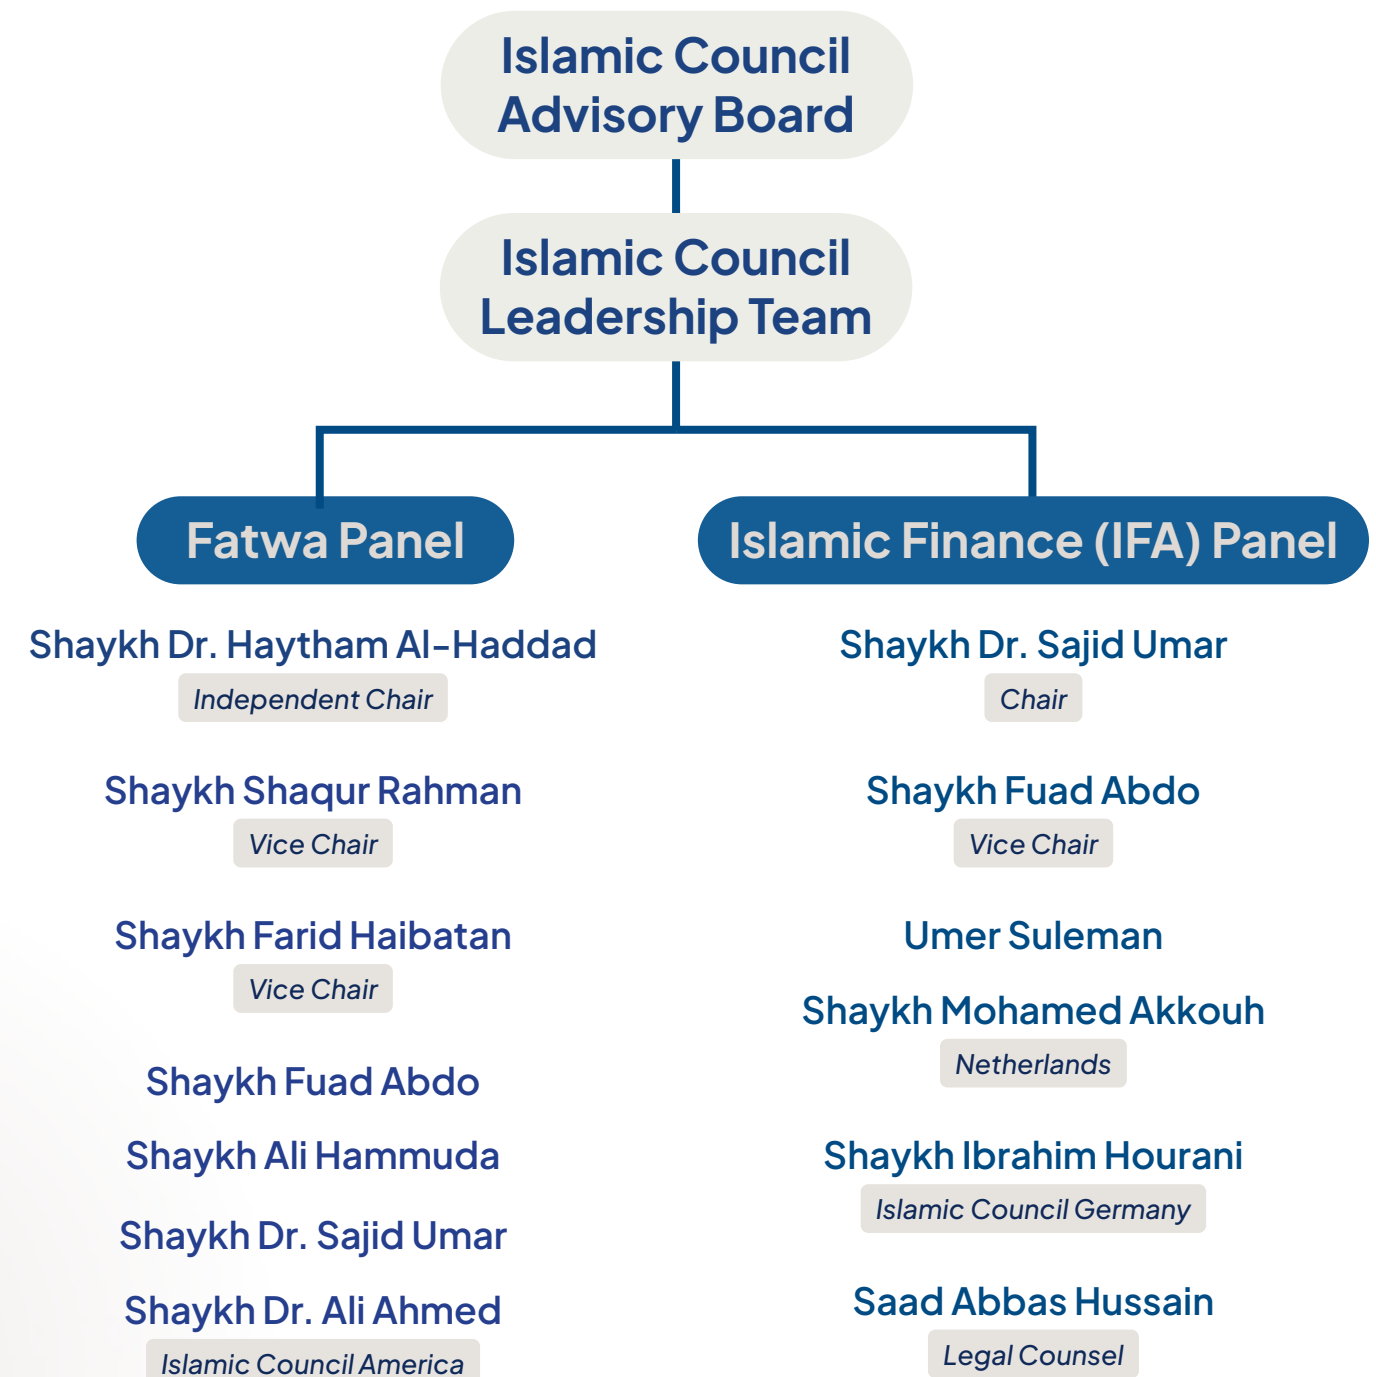 Islamic Council
Advisory Board
Islamic Council
Leadership Team
Fatwa Panel
Shaykh Dr. Haytham Al-Haddad
Independent Chair
Shaykh Shaqur Rahman
Vice Chair
Shaykh Farid Haibatan
Vice Chair
Shaykh Fuad Abdo
Shaykh Ali Hammuda
Shaykh Dr. Sajid Umar
Shaykh Dr. Ali Ahmed
Islamic Council America
Islamic Finance (IFA) Panel
Shaykh Dr. Sajid Umar
Chair
Shaykh Fuad Abdo
Vice Chair
Umer Suleman
Shaykh Mohamed Akkouh
Netherlands
Shaykh Ibrahim Hourani
Islamic Council Germany
Saad Abbas Hussain
Legal Counsel